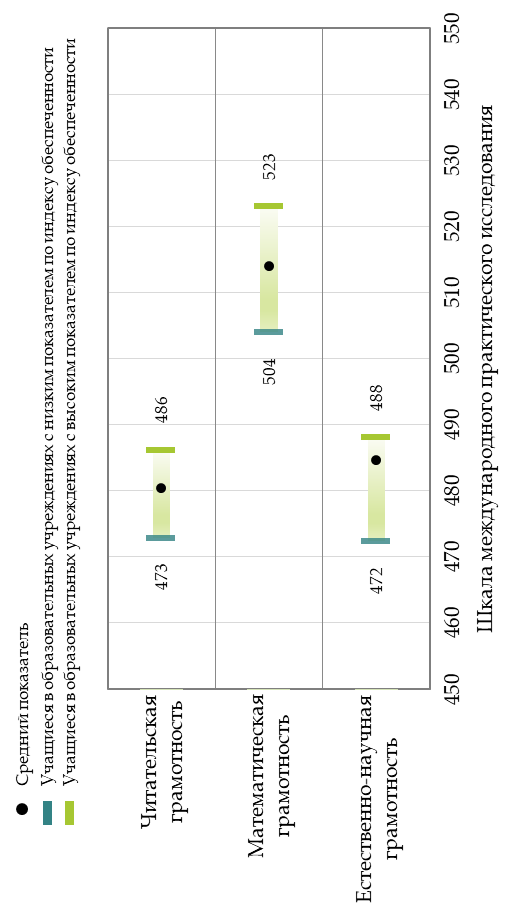 Средний показатель
Учащиеся в образовательных учреждениях с низким показателем по индексу обеспеченности
Учащиеся в образовательных учреждениях с высоким показателем по индексу обеспеченности
Читательская
грамотность
473
486
Математическая
грамотность
504
523
Естественно-научная
грамотность
472
488
450
460
470
480
490
500
510
520
530
540
550
Шкала международного практического исследования